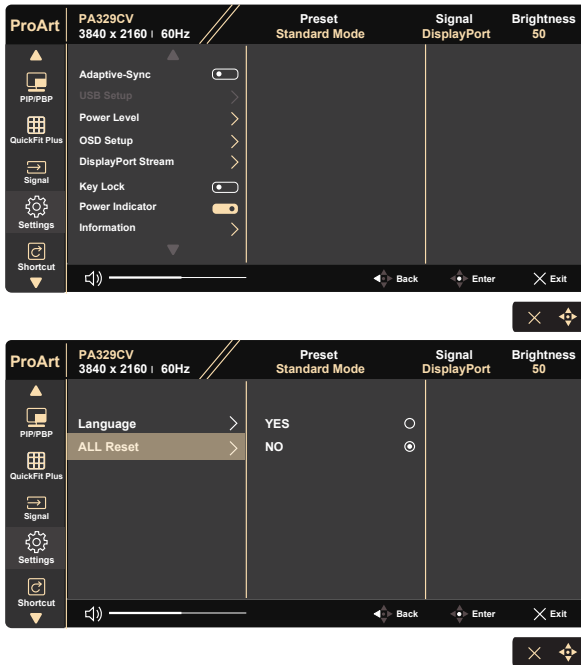 ProArt
PA329CV
3840 x 2160 | 60Hz
Preset
Standard Mode
Signal
DisplayPort
Brightness
50
PIP/PBP
QuickFit Plus
Signal
Settings
Shortcut
Adaptive-Sync
USB Setup
Power Level
OSD Setup
DisplayPort Stream
Key Lock
Power Indicator
Information
Back
Enter
Exit
ProArt
PA329CV
3840 x 2160 | 60Hz
Preset
Standard Mode
Signal
DisplayPort
Brightness
50
PIP/PBP
QuickFit Plus
Signal
Settings
Shortcut
Language
ALL Reset
YES
NO
Back
Enter
Exit